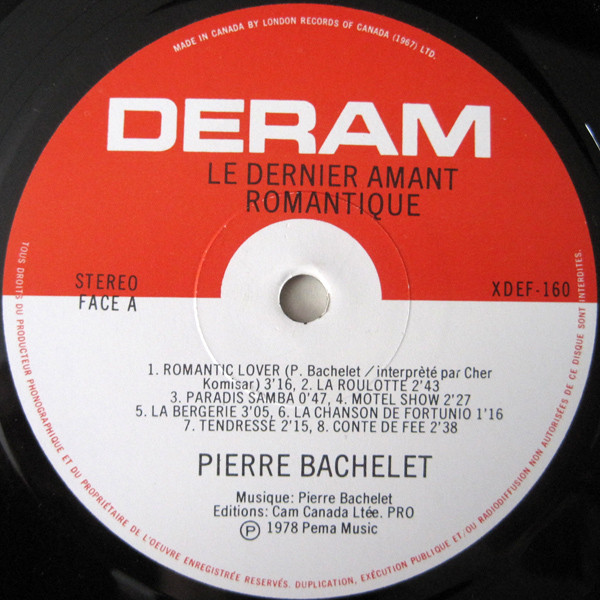 MADE IN CANADA BY LONDON RECORDS OF CANADA (1967) LTD.
DERAM
LE DERNIER AMANT
ROMANTIQUE
STEREO
FACE A
XDEF-160
1. ROMANTIC LOVER (P. Bachelet / interprèté par Cher
Komisar) 3'16, 2. LA ROULOTTE 2'43
3. PARADIS SAMBA 0'47, 4. MOTEL SHOW 2'27
5. LA BERGERIE 3'05, 6. LA CHANSON DE FORTUNIO 1'16
7. TENDRESSE 2'15, 8. CONTE DE FEE 2'38
PIERRE BACHELET
Musique: Pierre Bachelet
Editions: Cam Canada Ltée. PRO
Ⓟ 1978 Pema Music
TOUS DROITS DU PRODUCTEUR PHONOGRAPHIQUE ET DU PROPRIÉTAIRE DE L'OEUVRE ENREGISTRÉE RESERVÉS. DUPLICATION, EXÉCUTION PUBLIQUE ET/OU RADIODIFFUSION NON AUTORISÉES DE CE DISQUE SONT INTERDITES.